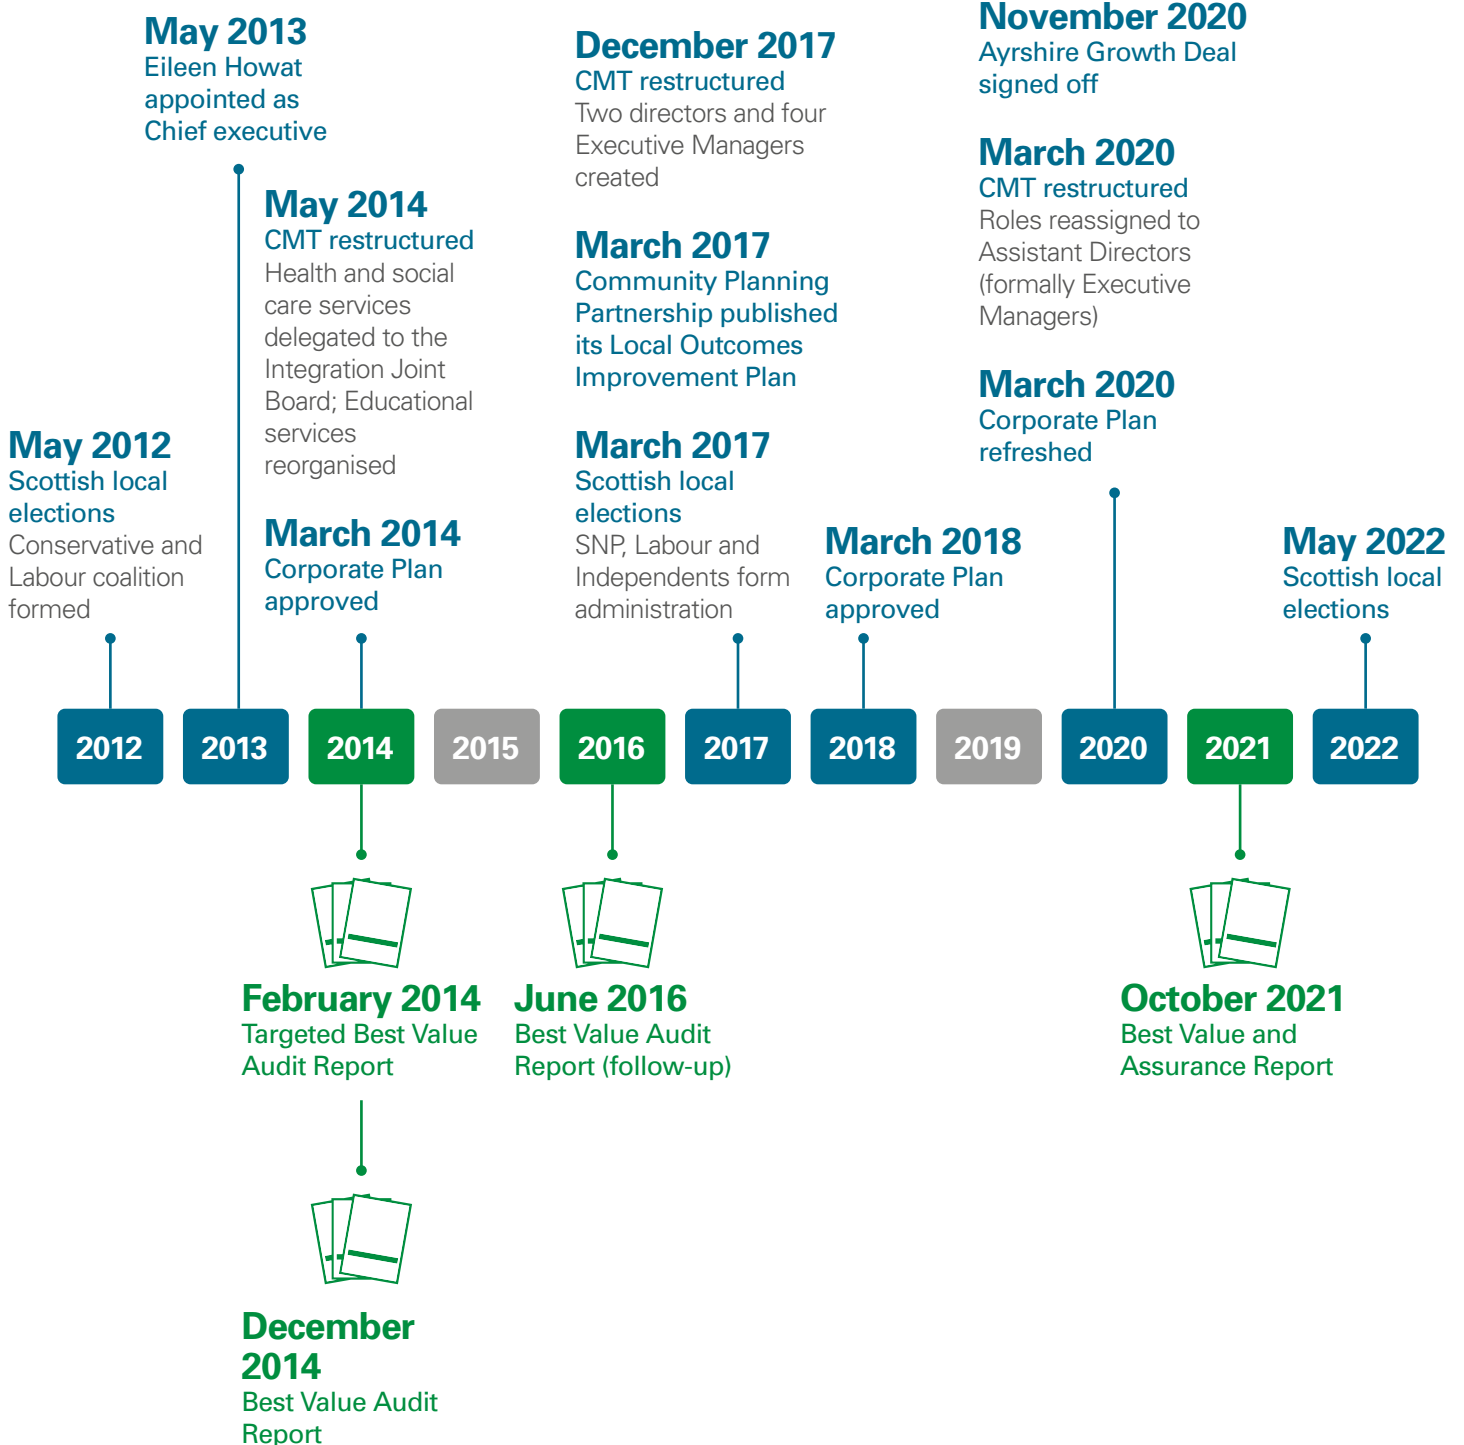 May 2013
Eileen Howat
appointed as
Chief executive
May 2014
CMT restructured
Health and social
care services
delegated to the
Integration Joint
Board; Educational
services
reorganised
May 2012
Scottish local
elections
Conservative and
Labour coalition
formed
March 2014
Corporate Plan
approved
December 2017
CMT restructured
Two directors and four
Executive Managers
created
March 2017
Community Planning
Partnership published
its Local Outcomes
Improvement Plan
March 2017
Scottish local
elections
SNP, Labour and
Independents form
administration
March 2018
Corporate Plan
approved
November 2020
Ayrshire Growth Deal
signed off
March 2020
CMT restructured
Roles reassigned to
Assistant Directors
(formally Executive
Managers)
March 2020
Corporate Plan
refreshed
May 2022
Scottish local
elections
2012
2013
2014
2015
2016
2017
2018
2019
2020
2021
2022
February 2014
Targeted Best Value
Audit Report
June 2016
Best Value Audit
Report (follow-up)
October 2021
Best Value and
Assurance Report
December
2014
Best Value Audit
Report